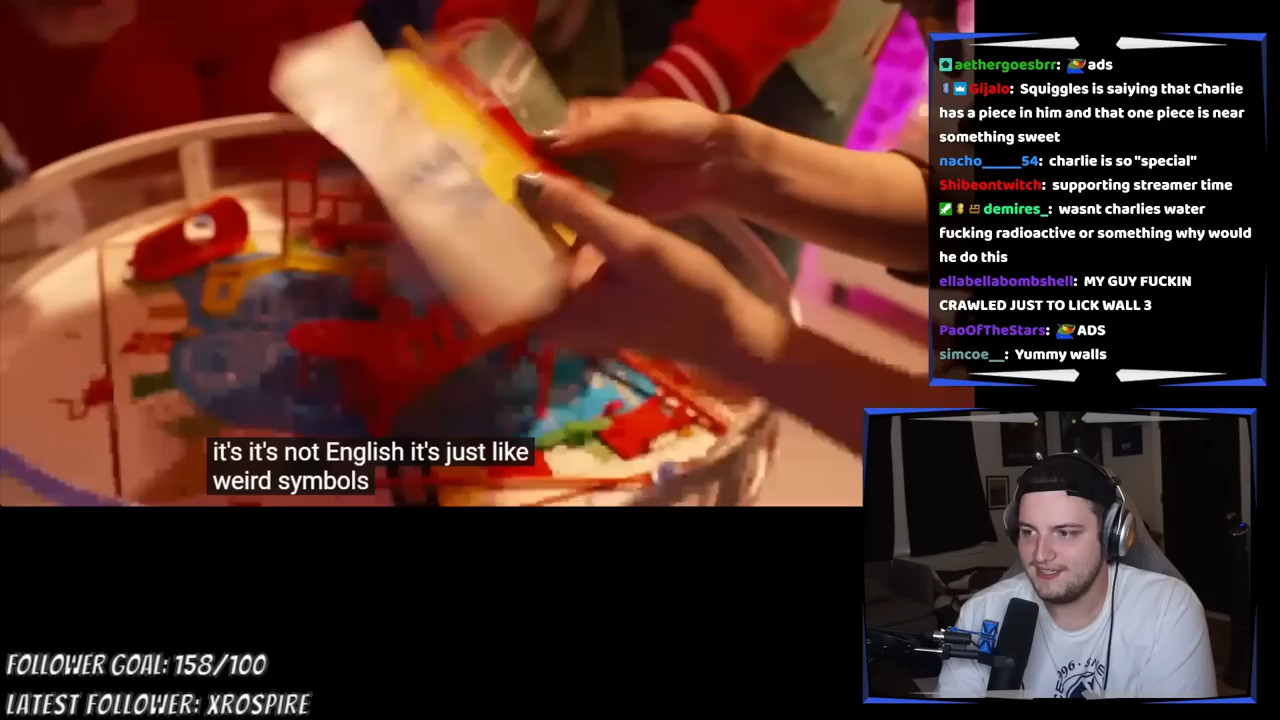 aethergoesbrr: ads
Gijalo: Squiggles is saiying that Charlie
has a piece in him and that one piece is near
something sweet
nacho_____54: charlie is so "special"
Shibeontwitch: supporting streamer time
demires_: wasnt charlies water
fucking radioactive or something why would
he do this
ellabellabombshell: MY GUY FUCKIN
CRAWLED JUST TO LICK WALL 3
PaoOfTheStars: ADS
simcoe__: Yummy walls
it's it's not English it's just like
weird symbols
FOLLOWER GOAL: 158/100
LATEST FOLLOWER: XROSPIRE